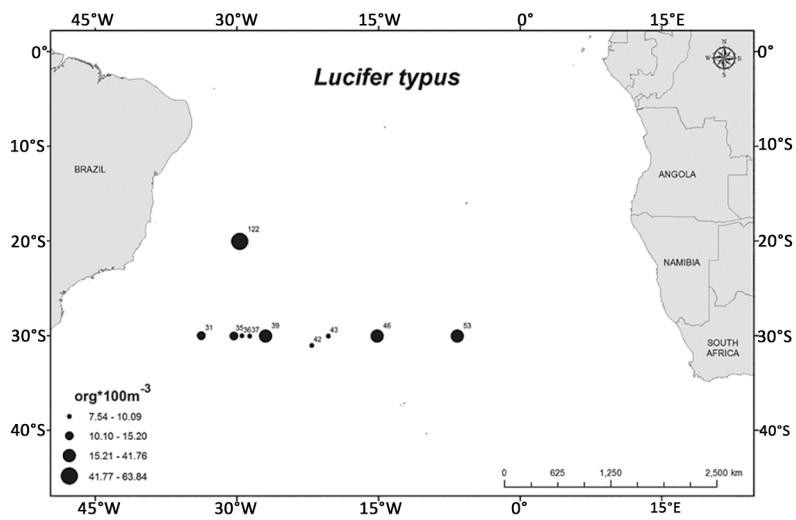 45°W 30°W 15°W 0° 15°E
0° 0°
N
W E
S
Lucifer typus
10°S 10°S
BRAZIL ANGOLA
122
20°S 20°S
NAMIBIA
31 35 36 37 39 42 43 46 53
30°S 30°S
SOUTH
AFRICA
org*100m-3
7.54 - 10.09
40°S 10.10 - 15.20 40°S
15.21 - 41.76
41.77 - 63.84
0 625 1,250 2,500 km
45°W 30°W 15°W 0° 15°E